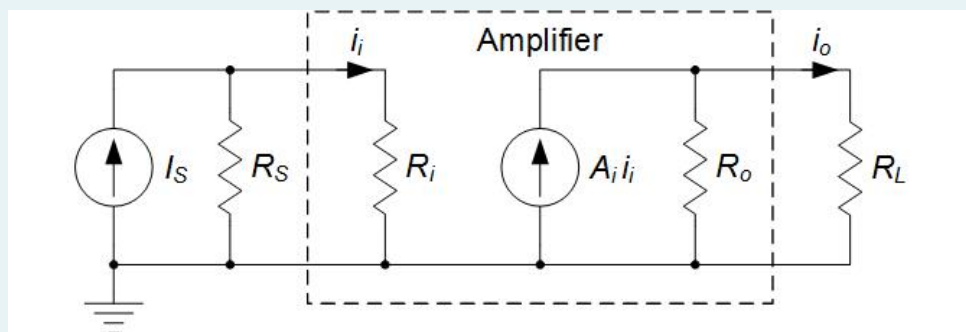 Amplifier
i_i
i_o
I_S
R_S
R_i
A_i i_i
R_o
R_L